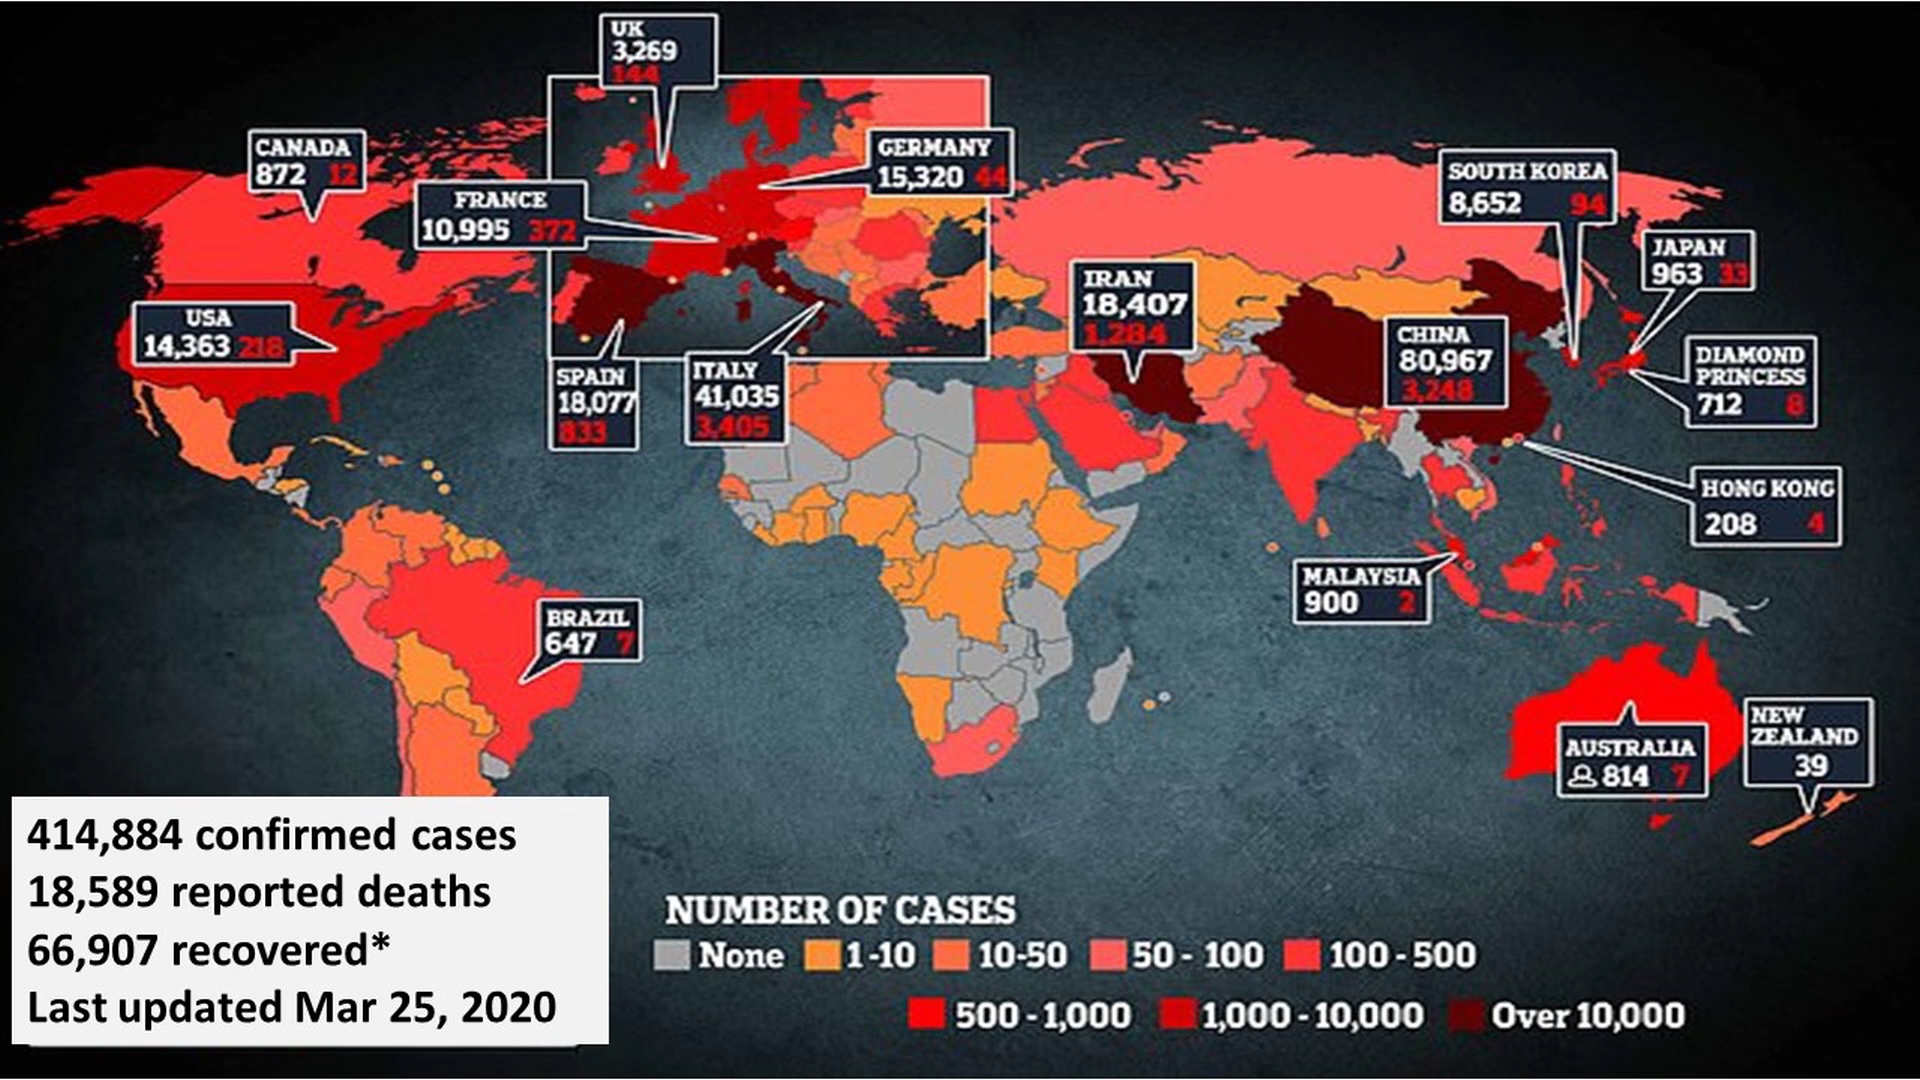 UK
3,269
144
CANADA
872 12
GERMANY
15,320 44
FRANCE
10,995 372
SOUTH KOREA
8,652 94
JAPAN
963 33
IRAN
18,407
1,284
USA
14,363 218
CHINA
80,967
3,248
DIAMOND
PRINCESS
712 8
SPAIN
18,077
833
ITALY
41,035
3,405
HONG KONG
208 4
MALAYSIA
900 2
BRAZIL
647 7
AUSTRALIA
814 7
NEW
ZEALAND
39
414,884 confirmed cases
18,589 reported deaths
66,907 recovered*
Last updated Mar 25, 2020
NUMBER OF CASES
None 1-10 10-50 50 - 100 100 - 500
500 - 1,000 1,000 - 10,000 Over 10,000